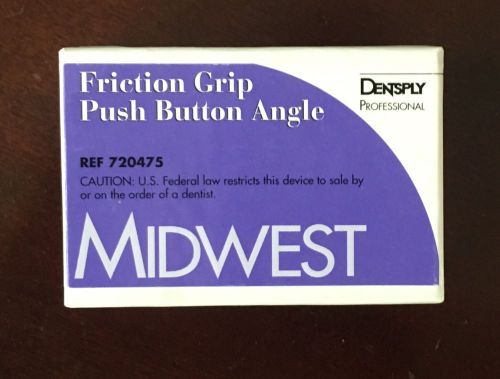 Friction Grip
Push Button Angle
DENTSPLY
PROFESSIONAL
REF 720475
CAUTION: U.S. Federal law restricts this device to sale by
or on the order of a dentist.
MIDWEST